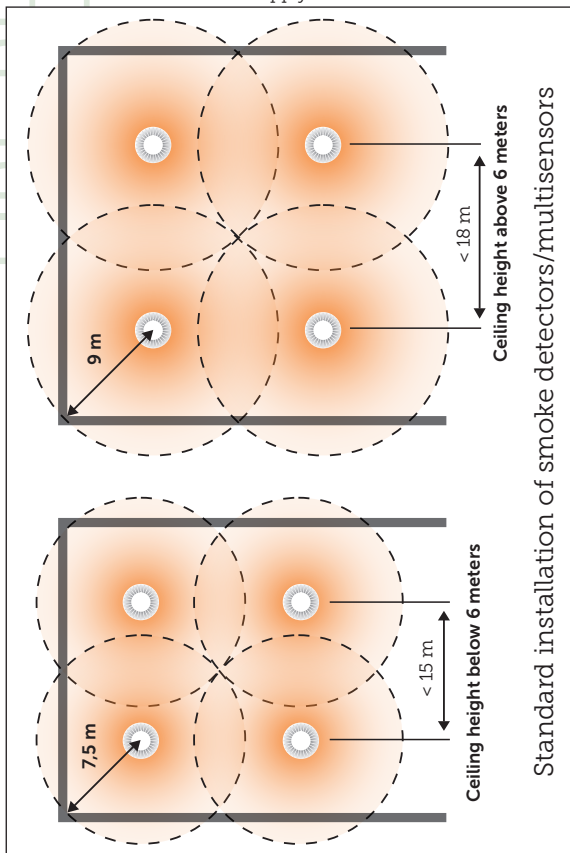 pply
7,5 m
< 15 m
Ceiling height below 6 meters
9 m
< 18 m
Ceiling height above 6 meters
Standard installation of smoke detectors/multisensors